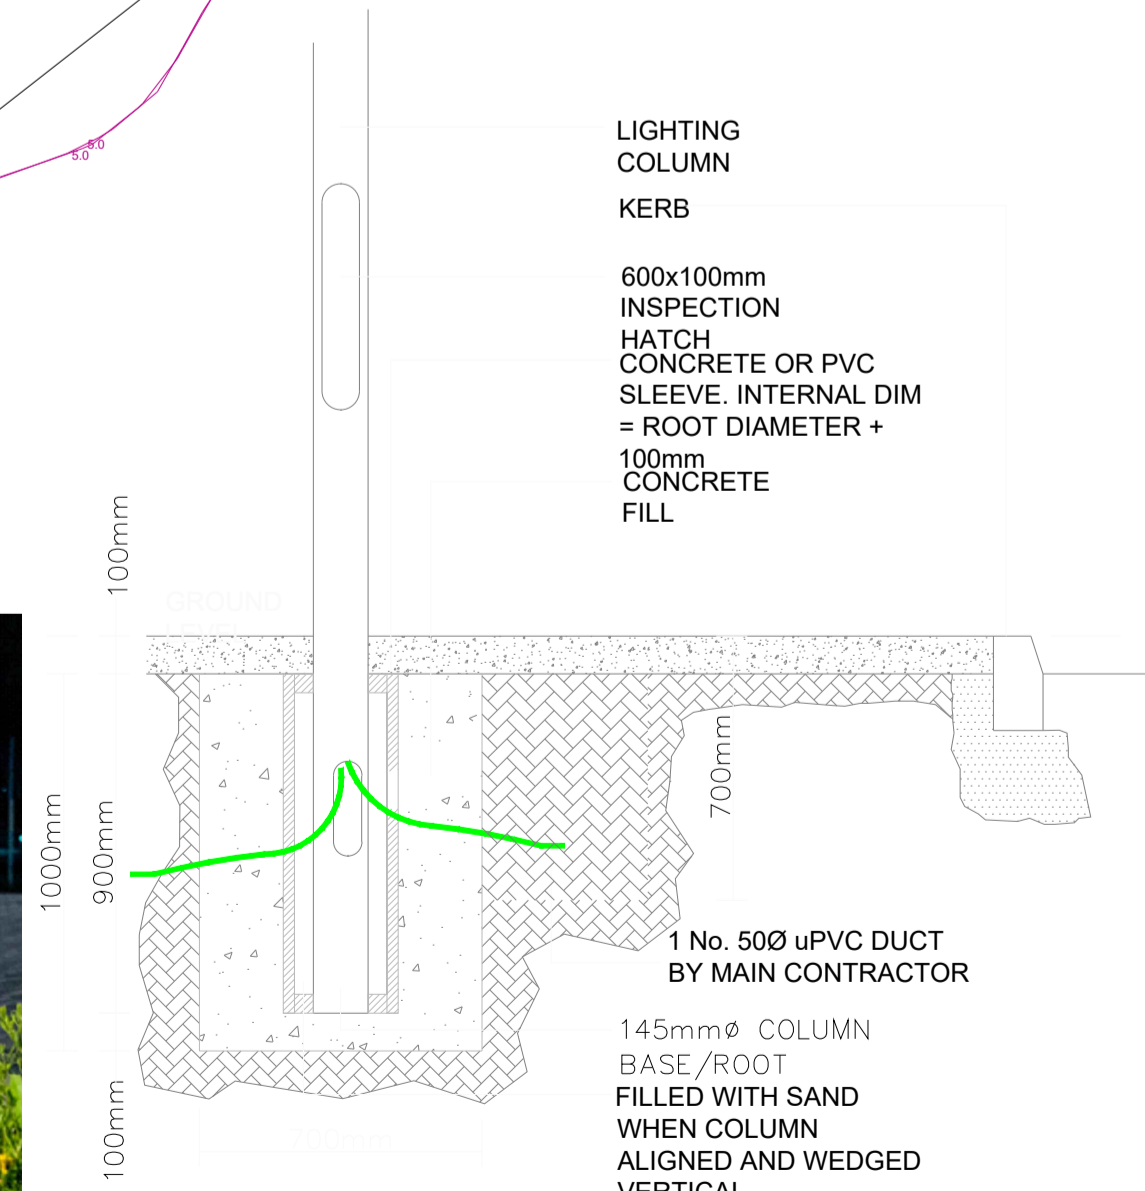 5.0
5.0
LIGHTING
COLUMN
KERB
600x100mm
INSPECTION
HATCH
CONCRETE OR PVC
SLEEVE. INTERNAL DIM
= ROOT DIAMETER +
100mm
CONCRETE
FILL
100mm
GROUND
LEVEL
700mm
1000mm
900mm
1 No. 50Ø uPVC DUCT
BY MAIN CONTRACTOR
145mmø COLUMN
BASE/ROOT
FILLED WITH SAND
WHEN COLUMN
ALIGNED AND WEDGED
VERTICAL
100mm
700mm